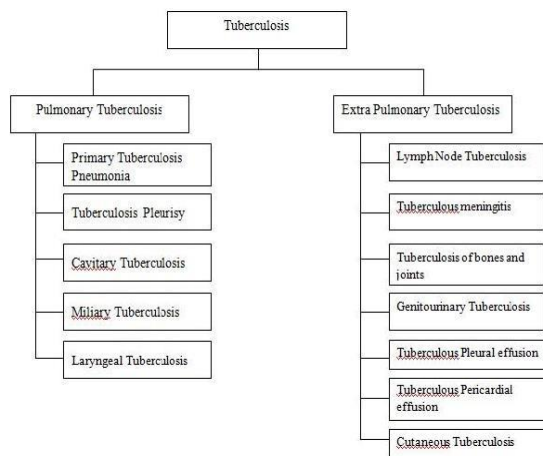 Tuberculosis
Pulmonary Tuberculosis
Primary Tuberculosis
Pneumonia
Tuberculosis Pleurisy
Cavitary Tuberculosis
Miliary Tuberculosis
Laryngeal Tuberculosis
Extra Pulmonary Tuberculosis
Lymph Node Tuberculosis
Tuberculous meningitis
Tuberculosis of bones and
joints
Genitourinary Tuberculosis
Tuberculous Pleural effusion
Tuberculous Pericardial
effusion
Cutaneous Tuberculosis